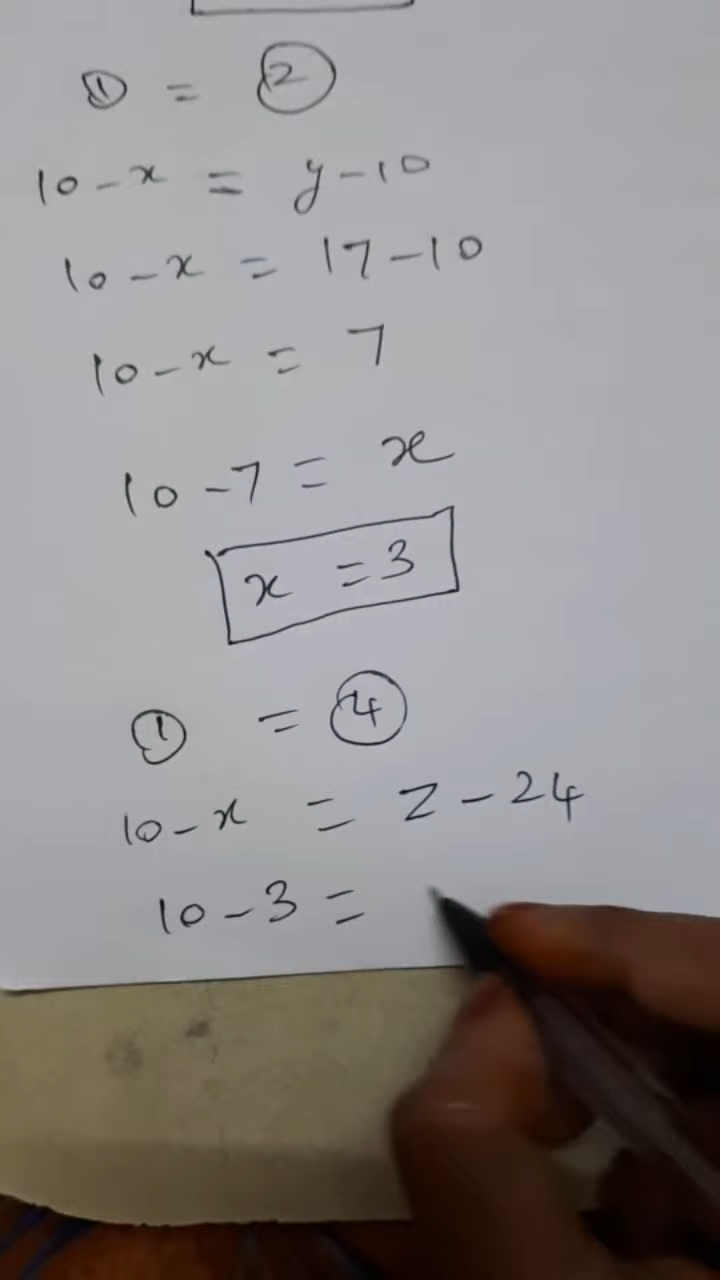 ① = ②
10 - x = y - 10
10 - x = 17 - 10
10 - x = 7
10 - 7 = x
x = 3
① = ④
10 - x = z - 24
10 - 3 =